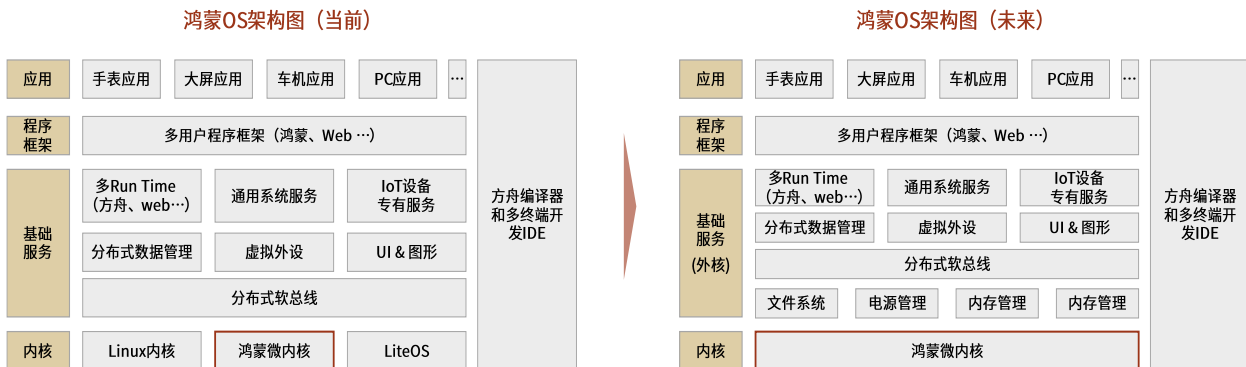 鸿蒙OS架构图（当前）
应用
手表应用
大屏应用
车机应用
PC应用
…
程序
框架
多用户程序框架（鸿蒙、Web …）
基础
服务
多Run Time
（方舟、web…）
通用系统服务
IoT设备
专有服务
分布式数据管理
虚拟外设
UI & 图形
分布式软总线
内核
Linux内核
鸿蒙微内核
LiteOS
方舟编译器
和多终端开
发IDE
鸿蒙OS架构图（未来）
应用
手表应用
大屏应用
车机应用
PC应用
…
程序
框架
多用户程序框架（鸿蒙、Web …）
基础
服务
(外核)
多Run Time
（方舟、web…）
通用系统服务
IoT设备
专有服务
分布式数据管理
虚拟外设
UI & 图形
分布式软总线
文件系统
电源管理
内存管理
内存管理
内核
鸿蒙微内核
方舟编译器
和多终端开
发IDE